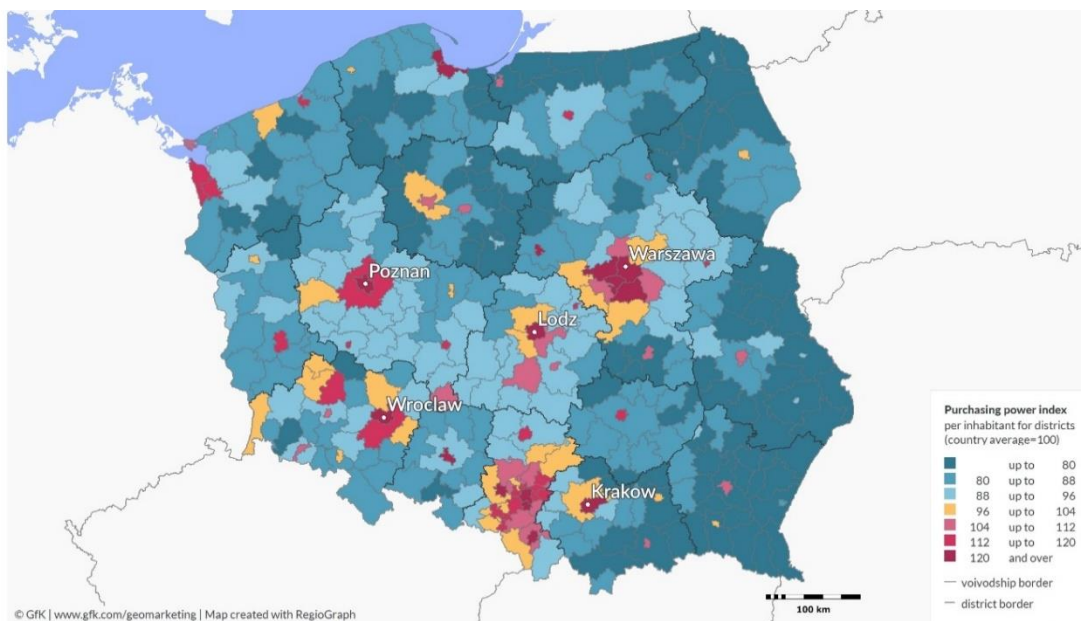 Poznan
Warszawa
Lodz
Wroclaw
Krakow
Purchasing power index
per inhabitant for districts
(country average=100)
up to 80
80 up to 88
88 up to 96
96 up to 104
104 up to 112
112 up to 120
120 and over
voivodship border
district border
100 km
© GfK | www.gfk.com/geomarketing | Map created with RegioGraph